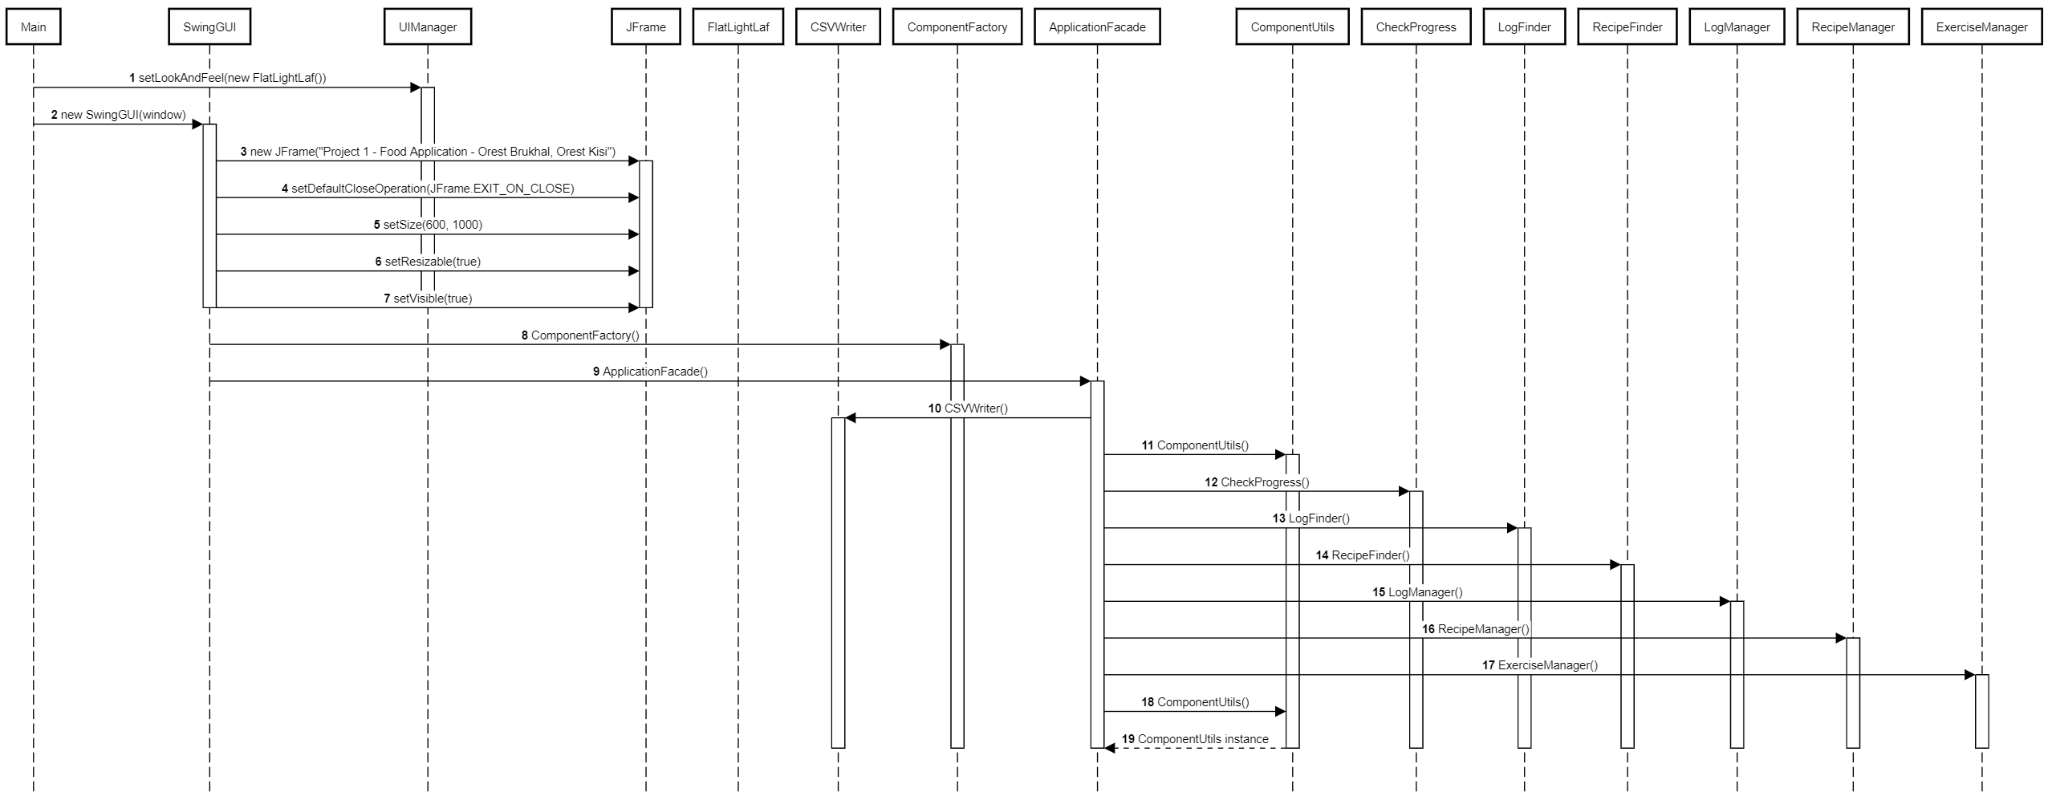 Main
SwingGUI
UIManager
JFrame
FlatLightLaf
CSVWriter
ComponentFactory
ApplicationFacade
ComponentUtils
CheckProgress
LogFinder
RecipeFinder
LogManager
RecipeManager
ExerciseManager
1 setLookAndFeel(new FlatLightLaf())
2 new SwingGUI(window)
3 new JFrame("Project 1 - Food Application - Orest Brukhal, Orest Kisi")
4 setDefaultCloseOperation(JFrame.EXIT_ON_CLOSE)
5 setSize(600, 1000)
6 setResizable(true)
7 setVisible(true)
8 ComponentFactory()
9 ApplicationFacade()
10 CSVWriter()
11 ComponentUtils()
12 CheckProgress()
13 LogFinder()
14 RecipeFinder()
15 LogManager()
16 RecipeManager()
17 ExerciseManager()
18 ComponentUtils()
19 ComponentUtils instance